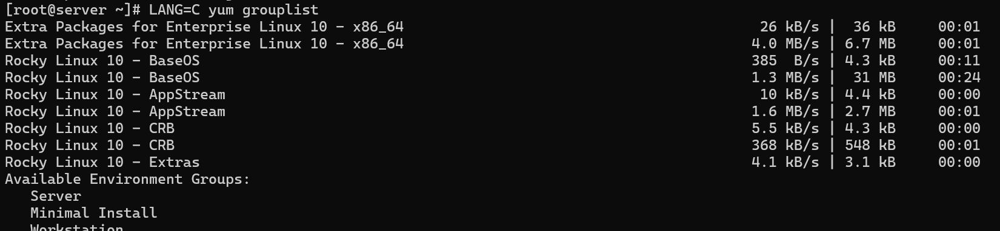 [root@server ~]# LANG=C yum grouplist
Extra Packages for Enterprise Linux 10 - x86_64 26 kB/s | 36 kB 00:01
Extra Packages for Enterprise Linux 10 - x86_64 4.0 MB/s | 6.7 MB 00:01
Rocky Linux 10 - BaseOS 385 B/s | 4.3 kB 00:11
Rocky Linux 10 - BaseOS 1.3 MB/s | 31 MB 00:24
Rocky Linux 10 - AppStream 10 kB/s | 4.4 kB 00:00
Rocky Linux 10 - AppStream 1.6 MB/s | 2.7 MB 00:01
Rocky Linux 10 - CRB 5.5 kB/s | 4.3 kB 00:00
Rocky Linux 10 - CRB 368 kB/s | 548 kB 00:01
Rocky Linux 10 - Extras 4.1 kB/s | 3.1 kB 00:00
Available Environment Groups:
Server
Minimal Install
Workstation